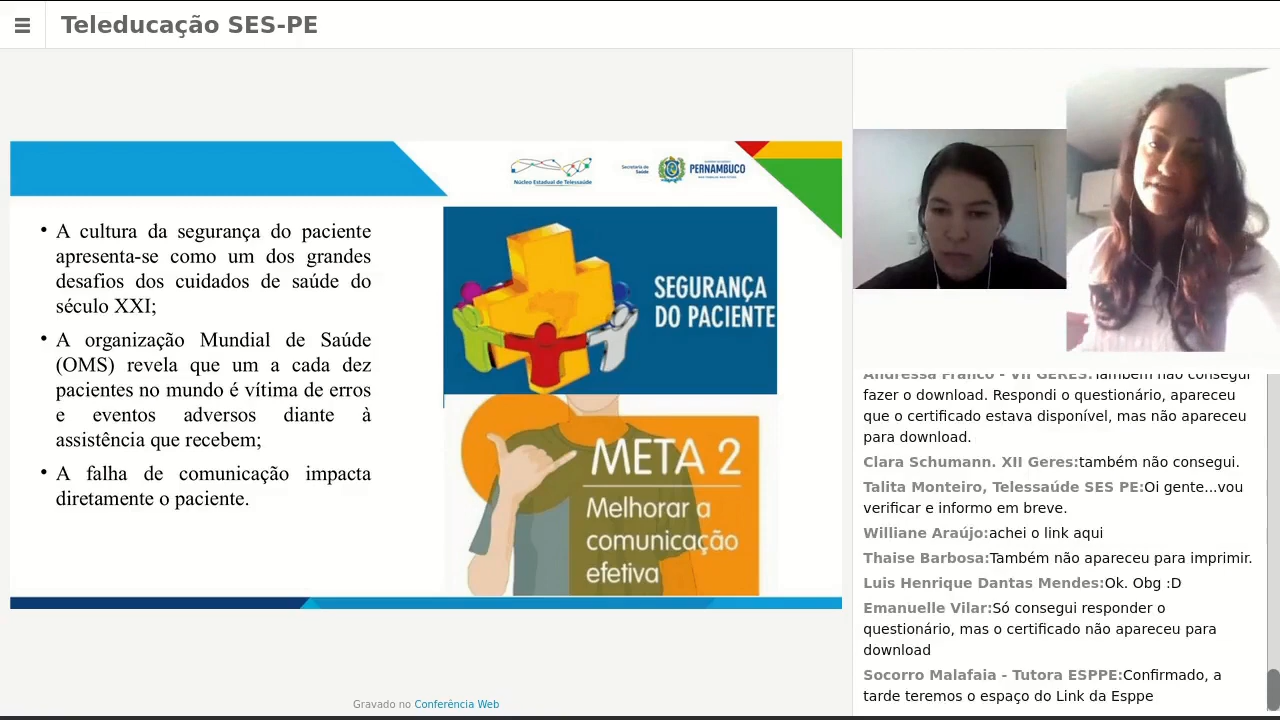 Teleducação SES-PE
Núcleo Estadual de Telessaúde
Secretaria de
Saúde
PERNAMBUCO
• A cultura da segurança do paciente
apresenta-se como um dos grandes
desafios dos cuidados de saúde do
século XXI;
• A organização Mundial de Saúde
(OMS) revela que um a cada dez
pacientes no mundo é vítima de erros
e eventos adversos diante à
assistência que recebem;
• A falha de comunicação impacta
diretamente o paciente.
SEGURANÇA
DO PACIENTE
META 2
Melhorar a
comunicação
efetiva
Gravado no Conferência Web
Andressa Franco - VII GERES:Também não consegui
fazer o download. Respondi o questionário, apareceu
que o certificado estava disponível, mas não apareceu
para download.
Clara Schumann. XII Geres:também não consegui.
Talita Monteiro, Telessaúde SES PE:Oi gente...vou
verificar e informo em breve.
Williane Araújo:achei o link aqui
Thaise Barbosa:Também não apareceu para imprimir.
Luis Henrique Dantas Mendes:Ok. Obg :D
Emanuelle Vilar:Só consegui responder o
questionário, mas o certificado não apareceu para
download
Socorro Malafaia - Tutora ESPPE:Confirmado, a
tarde teremos o espaço do Link da Esppe